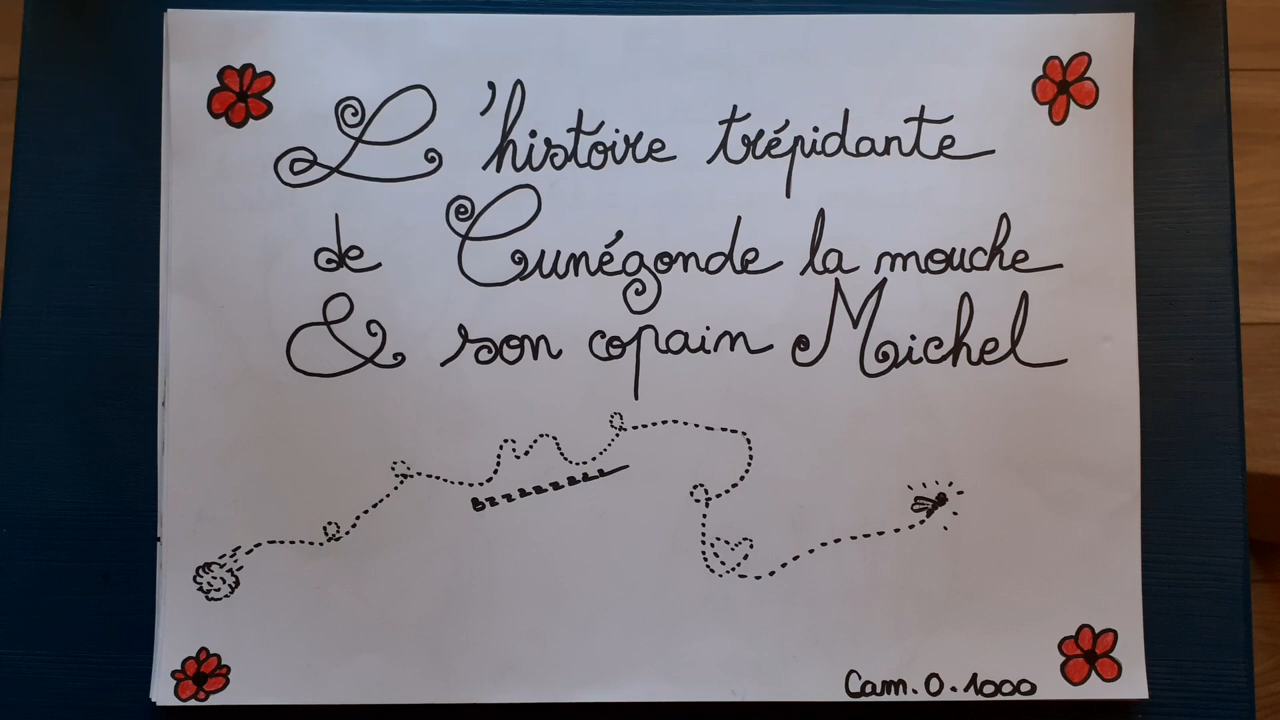 L'histoire trépidante
de Cunégonde la mouche
& son copain Michel
Bzzzzzzzz
Cam.O.1000